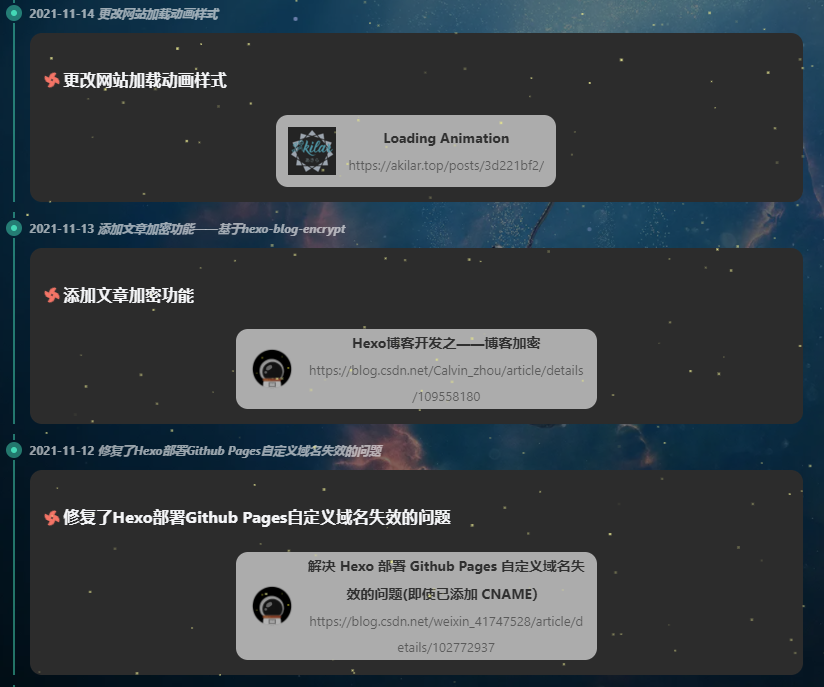 2021-11-14 更改网站加载动画样式
更改网站加载动画样式
Akilar
Loading Animation
https://akilar.top/posts/3d221bf2/
2021-11-13 添加文章加密功能——基于hexo-blog-encrypt
添加文章加密功能
Hexo博客开发之——博客加密
https://blog.csdn.net/Calvin_zhou/article/details
/109558180
2021-11-12 修复了Hexo部署Github Pages自定义域名失效的问题
修复了Hexo部署Github Pages自定义域名失效的问题
解决 Hexo 部署 Github Pages 自定义域名失
效的问题(即使已添加 CNAME)
https://blog.csdn.net/weixin_41747528/article/d
etails/102772937